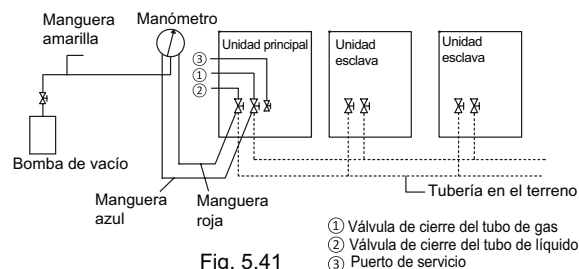 Manguera
amarilla
Manómetro
Unidad principal
Unidad
esclava
Unidad
esclava
③
①
②
Bomba de vacío
Manguera
azul
Manguera
roja
Tubería en el terreno
① Válvula de cierre del tubo de gas
② Válvula de cierre del tubo de líquido
③ Puerto de servicio
Fig. 5.41